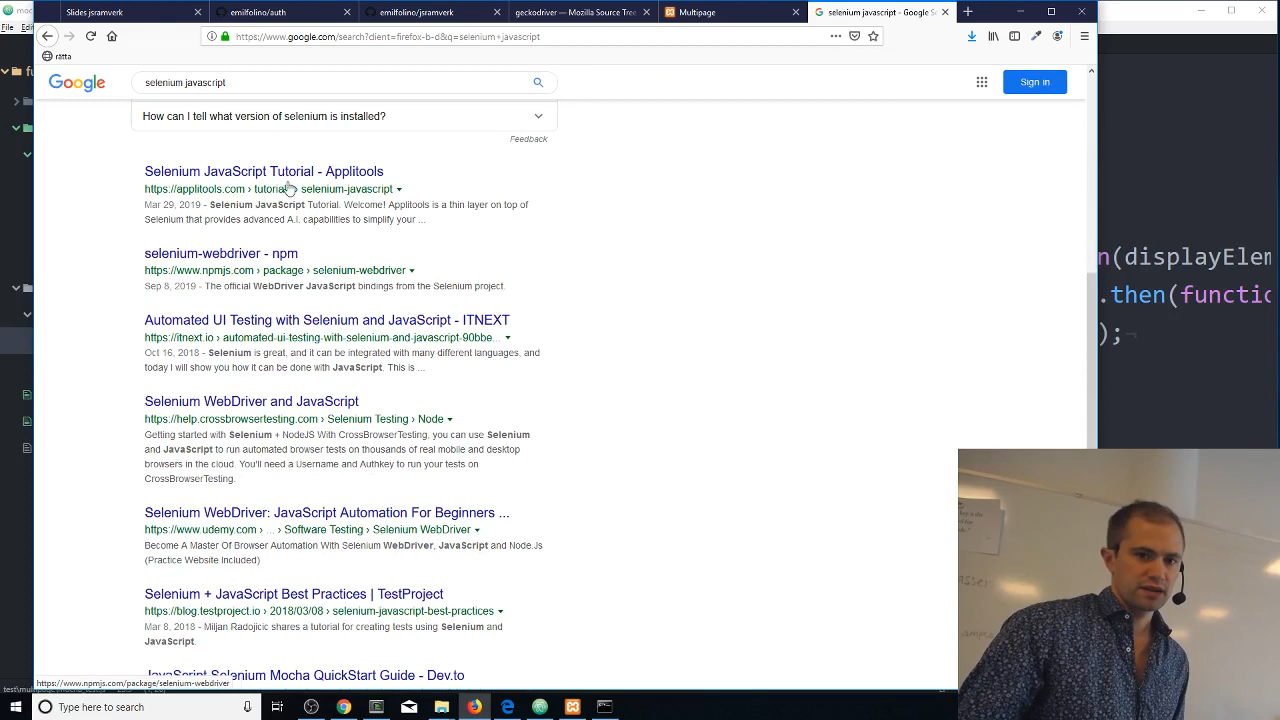 Slides jsramverk
emilfolino/auth
emilfolino/jsramverk
geckodriver — Mozilla Source Tree
Multipage
selenium javascript - Google Se
https://www.google.com/search?client=firefox-b-d&q=selenium+javascript
rätta
Google
selenium javascript
Sign in
How can I tell what version of selenium is installed?
Feedback
Selenium JavaScript Tutorial - Applitools
https://applitools.com › tutorials › selenium-javascript
Mar 29, 2019 - Selenium JavaScript Tutorial. Welcome! Applitools is a thin layer on top of
Selenium that provides advanced A.I. capabilities to simplify your ...
selenium-webdriver - npm
https://www.npmjs.com › package › selenium-webdriver
Sep 8, 2019 - The official WebDriver JavaScript bindings from the Selenium project.
Automated UI Testing with Selenium and JavaScript - ITNEXT
https://itnext.io › automated-ui-testing-with-selenium-and-javascript-90bbe...
Oct 16, 2018 - Selenium is great, and it can be integrated with many different languages, and
today I will show you how it can be done with JavaScript. This is ...
Selenium WebDriver and JavaScript
https://help.crossbrowsertesting.com › Selenium Testing › Node
Getting started with Selenium + NodeJS With CrossBrowserTesting, you can use Selenium
and JavaScript to run automated browser tests on thousands of real mobile and desktop
browsers in the cloud. You'll need a Username and Authkey to run your tests on
CrossBrowserTesting.
Selenium WebDriver: JavaScript Automation For Beginners ...
https://www.udemy.com › ... › Software Testing › Selenium WebDriver
Become A Master Of Browser Automation With Selenium WebDriver, JavaScript and Node.Js
(Practice Website Included)
Selenium + JavaScript Best Practices | TestProject
https://blog.testproject.io › 2018/03/08 › selenium-javascript-best-practices
Mar 8, 2018 - Miljan Radojicic shares a tutorial for creating tests using Selenium and
JavaScript.
JavaScript Selenium Mocha QuickStart Guide - Dev.to
https://www.npmjs.com/package/selenium-webdriver
n(displayElem
.then(functio
);
Type here to search